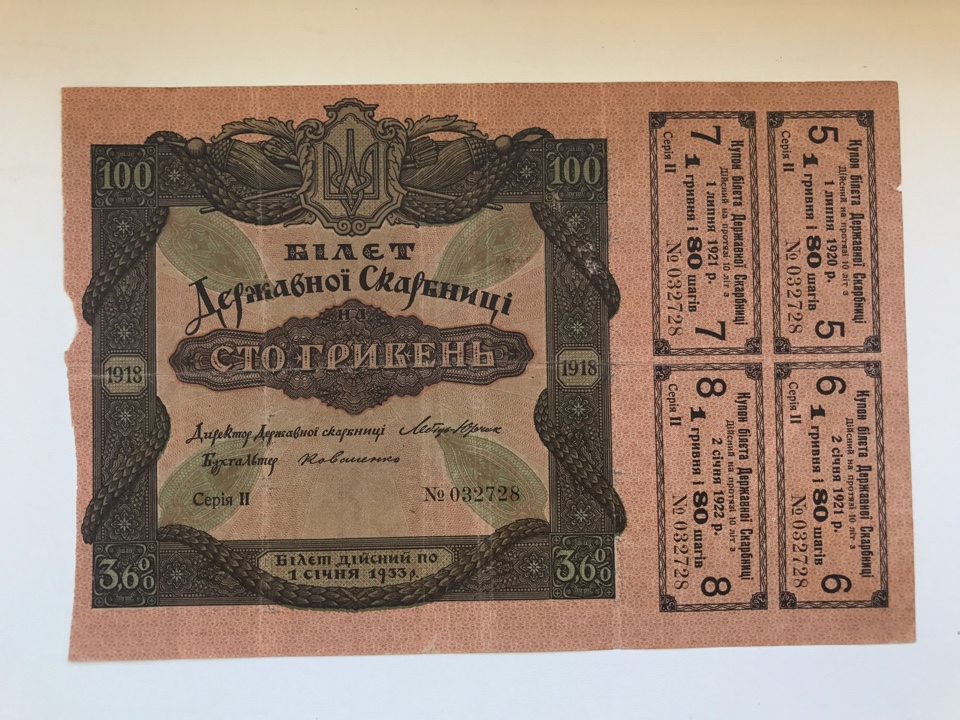 100
100
БІЛЕТ
Державної Скарбниці
на
СТО ГРИВЕНЬ
1918
1918
Директор Державної скарбниці
Бухгальтер
Серія II
№ 032728
3,6%
3,6%
Білет дійсний по
1 січня 1933 р.
Купон білета Державної Скарбниці
Дійсний на протязі 10 літ з
7 1 липня 1921 р. 7
1 гривня і 80 шагів
Серія II № 032728
Купон білета Державної Скарбниці
Дійсний на протязі 10 літ з
5 1 липня 1920 р. 5
1 гривня і 80 шагів
Серія II № 032728
Купон білета Державної Скарбниці
Дійсний на протязі 10 літ з
8 2 січня 1922 р. 8
1 гривня і 80 шагів
Серія II № 032728
Купон білета Державної Скарбниці
Дійсний на протязі 10 літ з
6 2 січня 1921 р. 6
1 гривня і 80 шагів
Серія II № 032728